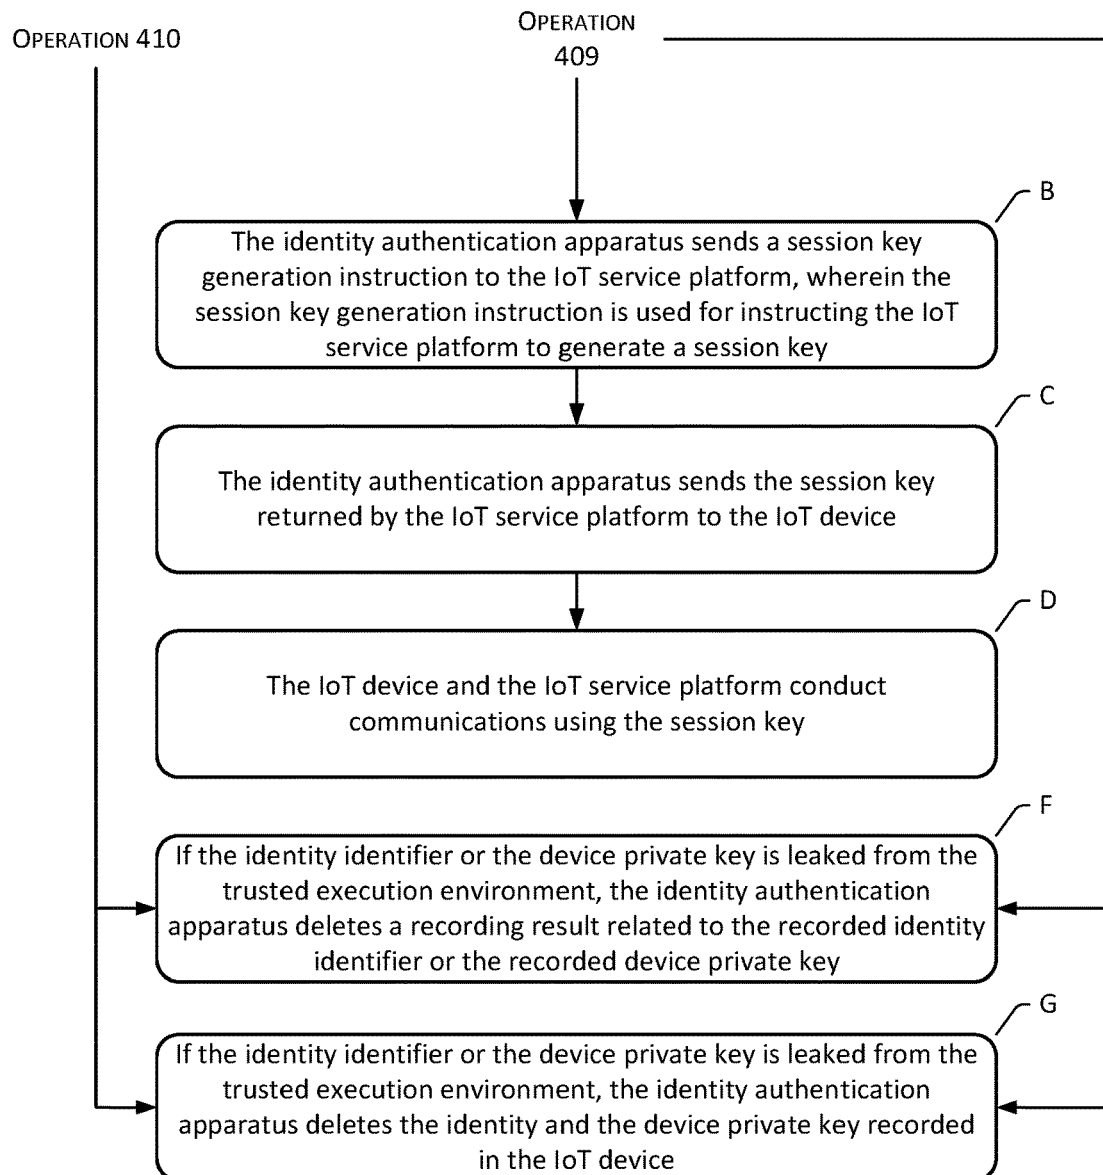 OPERATION 410
OPERATION
409
B
The identity authentication apparatus sends a session key
generation instruction to the IoT service platform, wherein the
session key generation instruction is used for instructing the IoT
service platform to generate a session key
C
The identity authentication apparatus sends the session key
returned by the IoT service platform to the IoT device
D
The IoT device and the IoT service platform conduct
communications using the session key
F
If the identity identifier or the device private key is leaked from the
trusted execution environment, the identity authentication
apparatus deletes a recording result related to the recorded identity
identifier or the recorded device private key
G
If the identity identifier or the device private key is leaked from the
trusted execution environment, the identity authentication
apparatus deletes the identity and the device private key recorded
in the IoT device